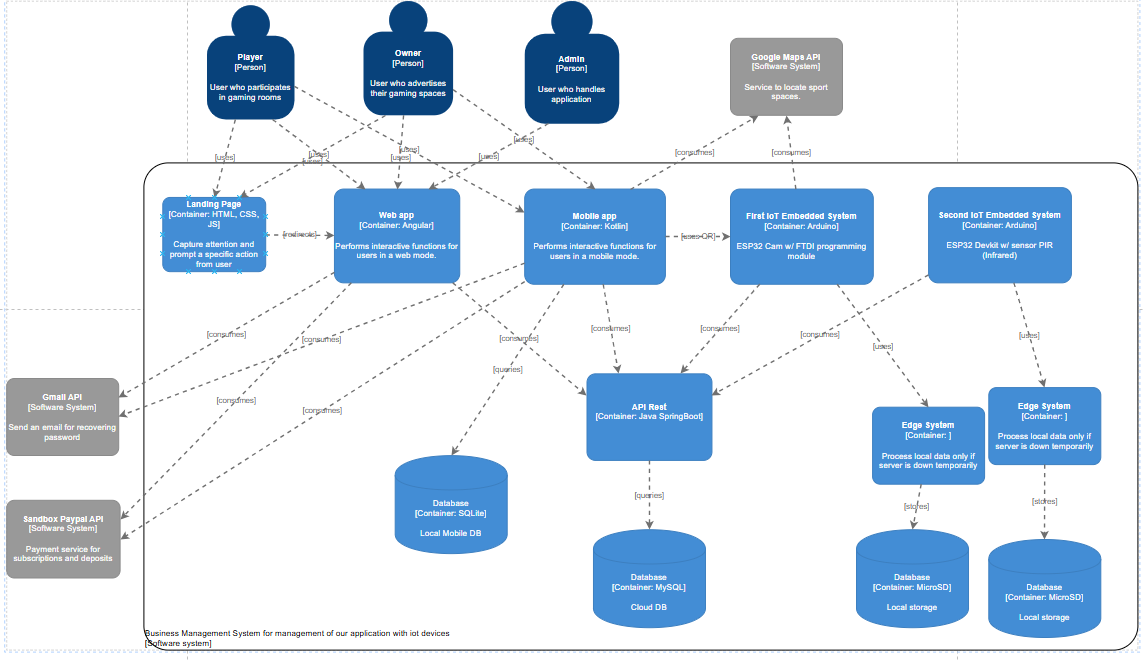 Player
[Person]
User who participates
in gaming rooms
Owner
[Person]
User who advertises
their gaming spaces
Admin
[Person]
User who handles
application
Google Maps API
[Software System]
Service to locate sport
spaces.
[uses]
[uses]
[uses]
[uses]
[uses]
[uses]
[uses]
[consumes]
[consumes]
Landing Page
[Container: HTML, CSS,
JS]
Capture attention and
prompt a specific action
from user
[redirects]
Web app
[Container: Angular]
Performs interactive functions for
users in a web mode.
Mobile app
[Container: Kotlin]
Performs interactive functions for
users in a mobile mode.
[uses QR]
First IoT Embedded System
[Container: Arduino]
ESP32 Cam w/ FTDI programming
module
Second IoT Embedded System
[Container: Arduino]
ESP32 Devkit w/ sensor PIR
(Infrared)
[consumes]
[consumes]
[consumes]
[consumes]
[consumes]
[consumes]
[uses]
[uses]
[queries]
[consumes]
[consumes]
Gmail API
[Software System]
Send an email for recovering
password
API Rest
[Container: Java SpringBoot]
Edge System
[Container: ]
Process local data only if
server is down temporarily
Edge System
[Container: ]
Process local data only if
server is down temporarily
Sandbox Paypal API
[Software System]
Payment service for
subscriptions and deposits
Database
[Container: SQLite]
Local Mobile DB
[queries]
[stores]
[stores]
Database
[Container: MySQL]
Cloud DB
Database
[Container: MicroSD]
Local storage
Database
[Container: MicroSD]
Local storage
Business Management System for management of our application with iot devices
[Software system]